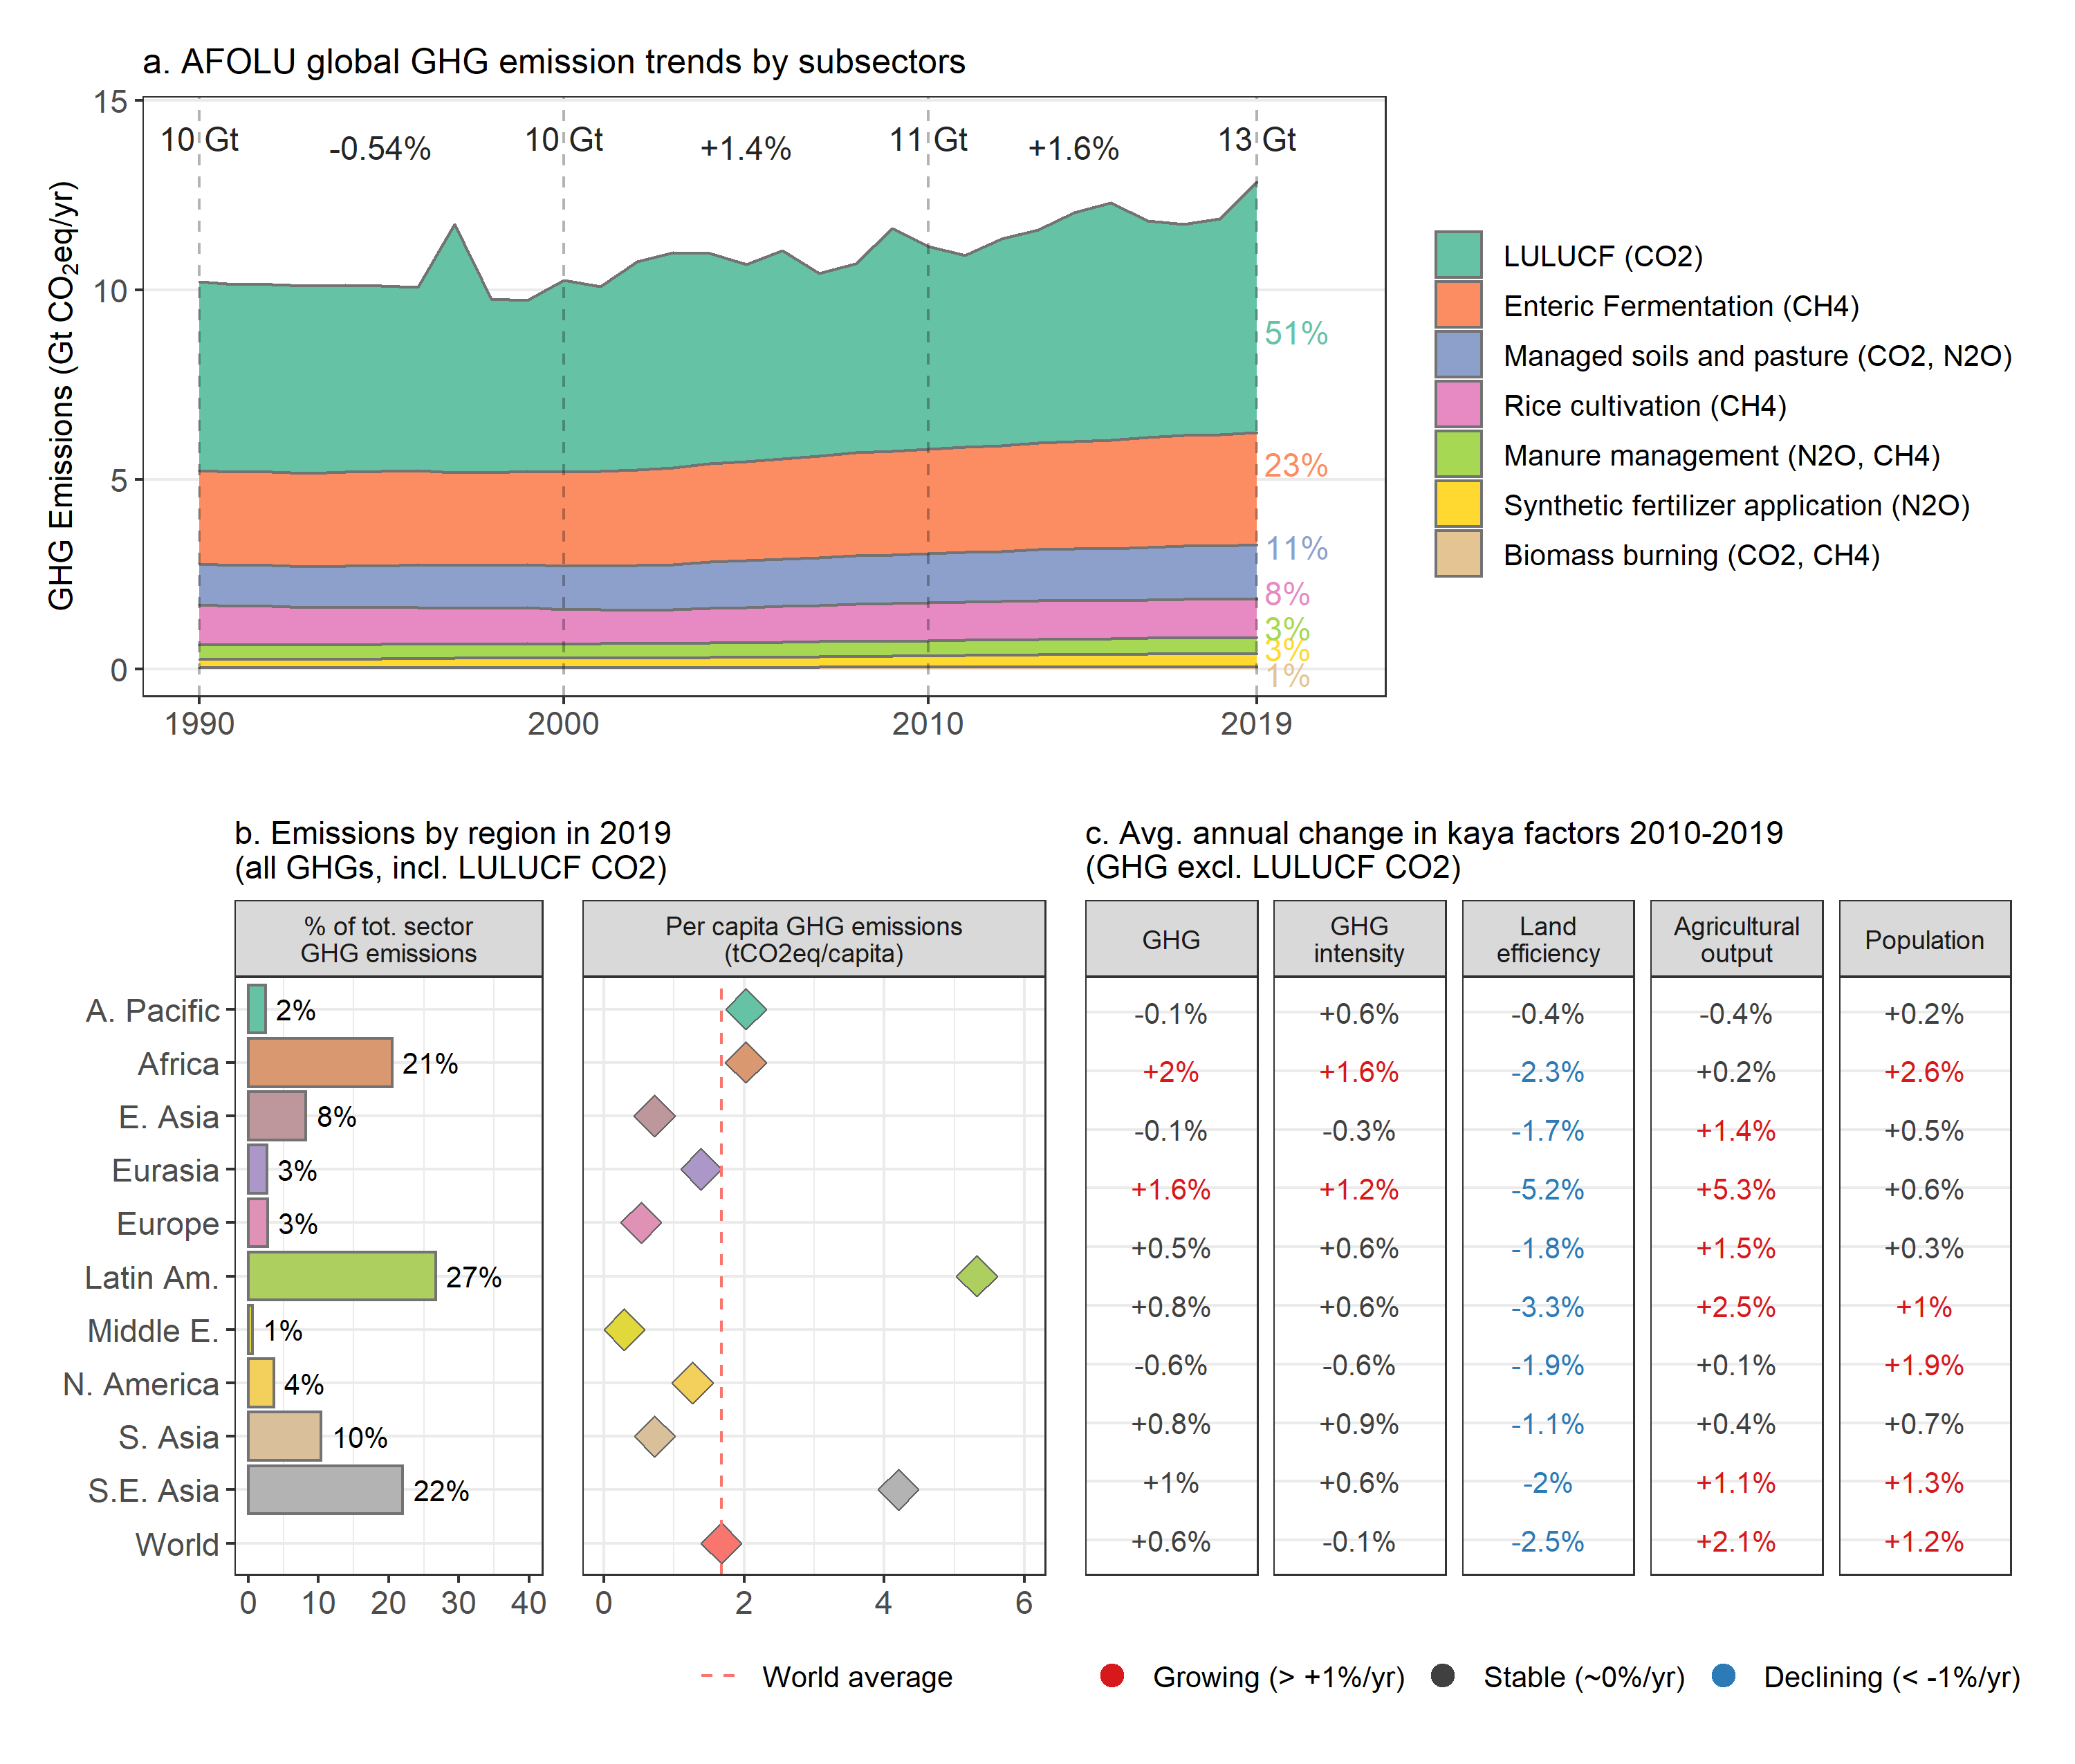 a. AFOLU global GHG emission trends by subsectors
GHG Emissions (Gt CO₂eq/yr)
15
10
5
0
10 Gt
-0.54%
10 Gt
+1.4%
11 Gt
+1.6%
13 Gt
51%
23%
11%
8%
3%
3%
1%
1990
2000
2010
2019
LULUCF (CO2)
Enteric Fermentation (CH4)
Managed soils and pasture (CO2, N2O)
Rice cultivation (CH4)
Manure management (N2O, CH4)
Synthetic fertilizer application (N2O)
Biomass burning (CO2, CH4)
b. Emissions by region in 2019
(all GHGs, incl. LULUCF CO2)
% of tot. sector
GHG emissions
Per capita GHG emissions
(tCO2eq/capita)
A. Pacific
2%
Africa
21%
E. Asia
8%
Eurasia
3%
Europe
3%
Latin Am.
27%
Middle E.
1%
N. America
4%
S. Asia
10%
S.E. Asia
22%
World
0 10 20 30 40
0 2 4 6
World average
c. Avg. annual change in kaya factors 2010-2019
(GHG excl. LULUCF CO2)
GHG
GHG
intensity
Land
efficiency
Agricultural
output
Population
-0.1% +0.6% -0.4% -0.4% +0.2%
+2% +1.6% -2.3% +0.2% +2.6%
-0.1% -0.3% -1.7% +1.4% +0.5%
+1.6% +1.2% -5.2% +5.3% +0.6%
+0.5% +0.6% -1.8% +1.5% +0.3%
+0.8% +0.6% -3.3% +2.5% +1%
-0.6% -0.6% -1.9% +0.1% +1.9%
+0.8% +0.9% -1.1% +0.4% +0.7%
+1% +0.6% -2% +1.1% +1.3%
+0.6% -0.1% -2.5% +2.1% +1.2%
Growing (> +1%/yr)
Stable (~0%/yr)
Declining (< -1%/yr)